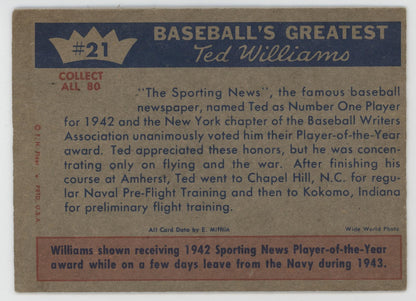 #21
COLLECT
ALL 80
BASEBALL'S GREATEST
Ted Williams
"The Sporting News", the famous baseball
newspaper, named Ted as Number One Player
for 1942 and the New York chapter of the Baseball Writers
Association unanimously voted him their Player-of-the-Year
award. Ted appreciated these honors, but he was concen-
trating only on flying and the war. After finishing his
course at Amherst, Ted went to Chapel Hill, N.C. for regu-
lar Naval Pre-Flight Training and then to Kokomo, Indiana
for preliminary flight training.
All Card Data by E. Mifflin
Wide World Photo
Williams shown receiving 1942 Sporting News Player-of-the-Year
award while on a few days leave from the Navy during 1943.